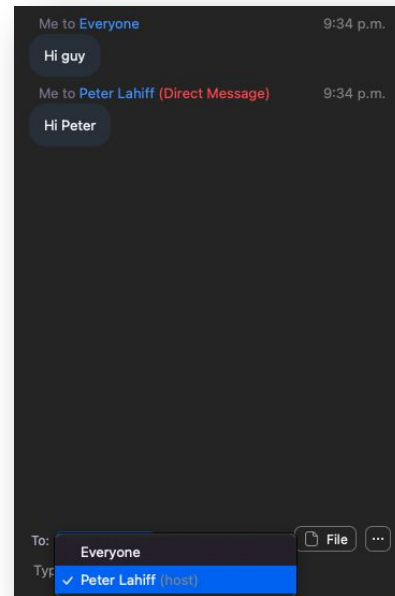 Me to Everyone 9:34 p.m.
Hi guy
Me to Peter Lahiff (Direct Message) 9:34 p.m.
Hi Peter
To:
File ...
Everyone
Typ
✓ Peter Lahiff (host)